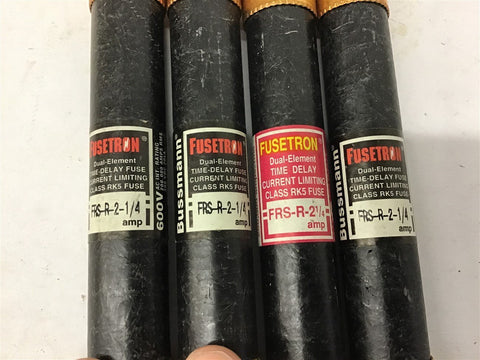 FUSETRON®
Dual-Element
TIME-DELAY FUSE
CURRENT LIMITING
CLASS RK5 FUSE
FRS-R-2-1/4
amp
600V
Bussmann
FUSETRON®
Dual-Element
TIME-DELAY FUSE
CURRENT LIMITING
CLASS RK5 FUSE
FRS-R-2-1/4
amp
FUSETRON®
Dual-Element
TIME DELAY
CURRENT LIMITING
CLASS RK5 FUSE
FRS-R-2¼
amp
Bussmann
FUSETRON
Dual-Element
TIME-DELAY FUSE
CURRENT LIMITING
CLASS RK5 FUSE
FRS-R-2-1/4
amp